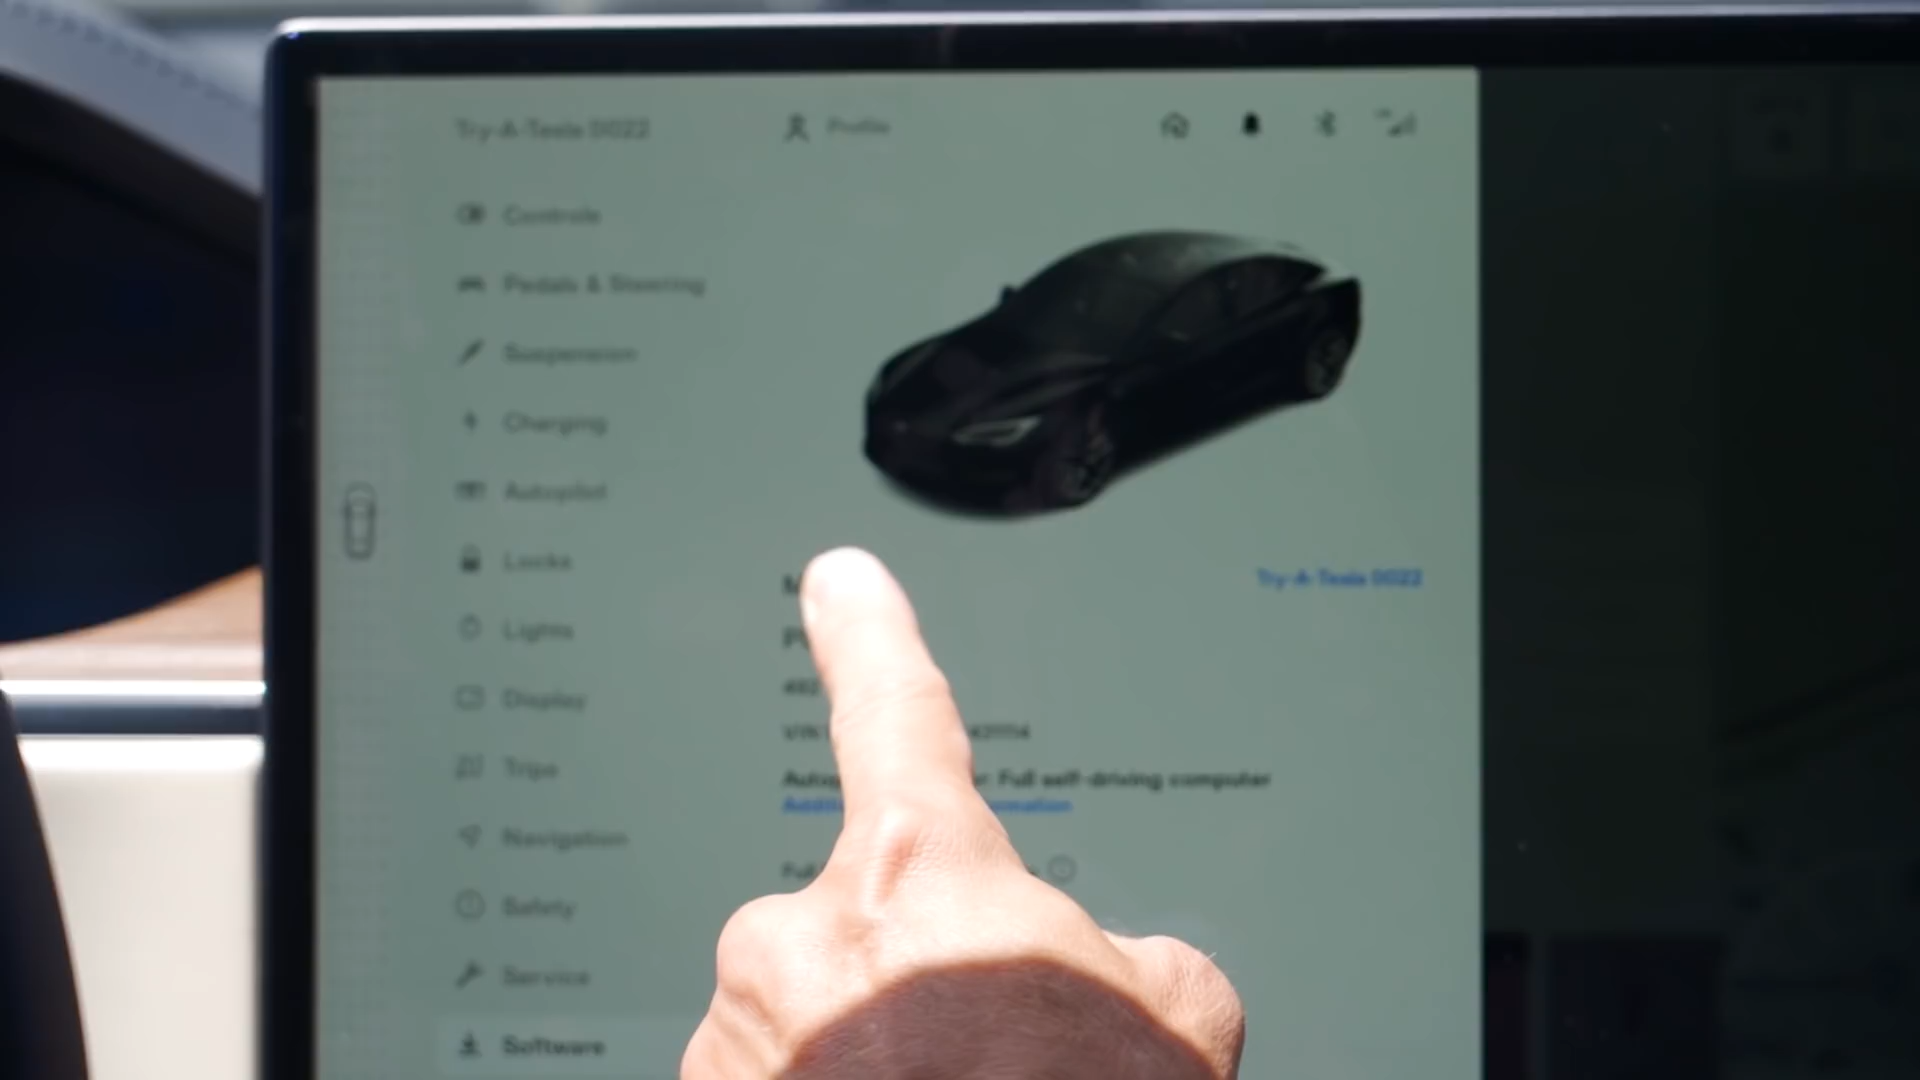 Try-A-Tesla 0022
Profile
Controls
Pedals & Steering
Suspension
Charging
Autopilot
Locks
Lights
Display
Trips
Navigation
Safety
Service
Software
Try-A-Tesla 0022
Full self-driving computer